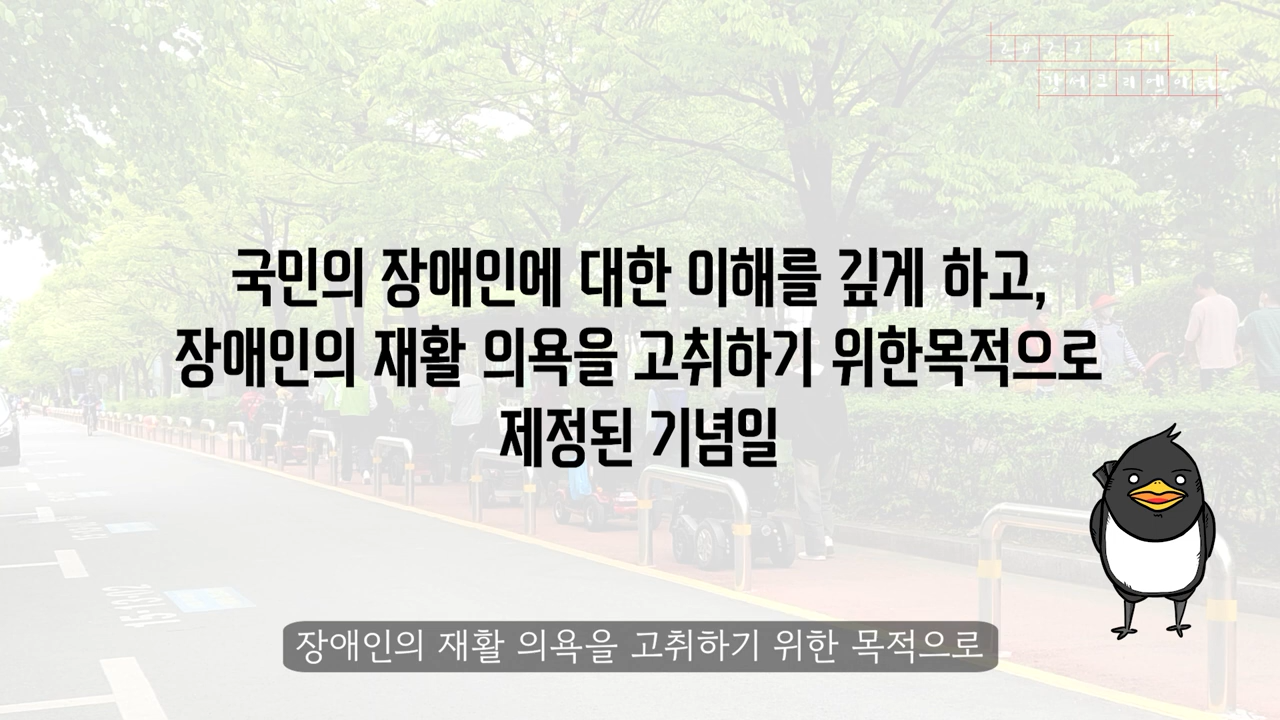 국민의 장애인에 대한 이해를 깊게 하고,
장애인의 재활 의욕을 고취하기 위한목적으로
제정된 기념일
장애인의 재활 의욕을 고취하기 위한 목적으로